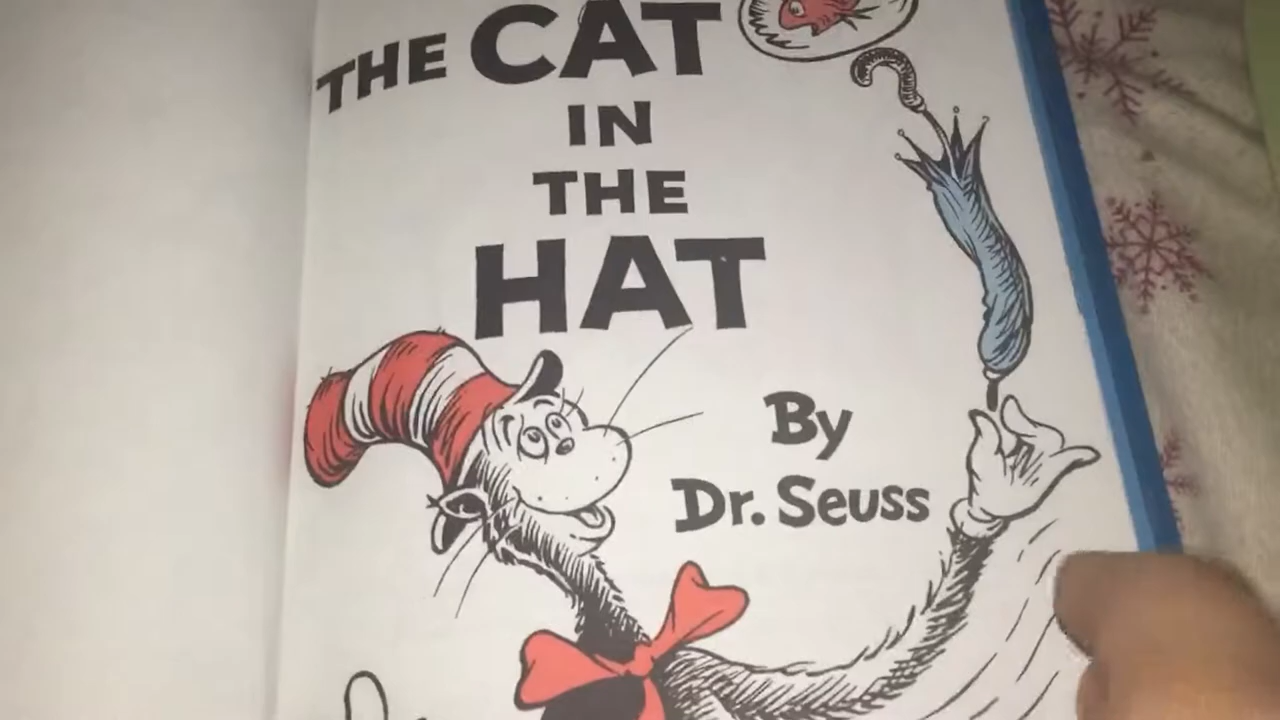 THE CAT
IN
THE
HAT
By
Dr. Seuss